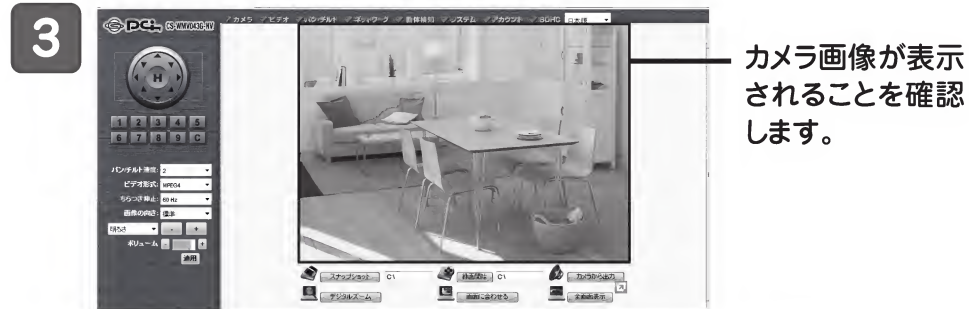 3
PCi CS-WMV043G-NV
カメラ ビデオ パン/チルト ネットワーク 動体検知 システム アカウント 3G/HG 日本語
H
1 2 3 4 5
6 7 8 9 C
パン/チルト速度: 2
ビデオ形式: MPEG4
ちらつき抑止: 60 Hz
画像の向き: 標準
明るさ - +
ボリューム - +
適用
スナップショット C:\ 録画開始 C:\ カメラから出力
デジタルズーム 画面に合わせる 全画面表示
カメラ画像が表示
されることを確認
します。